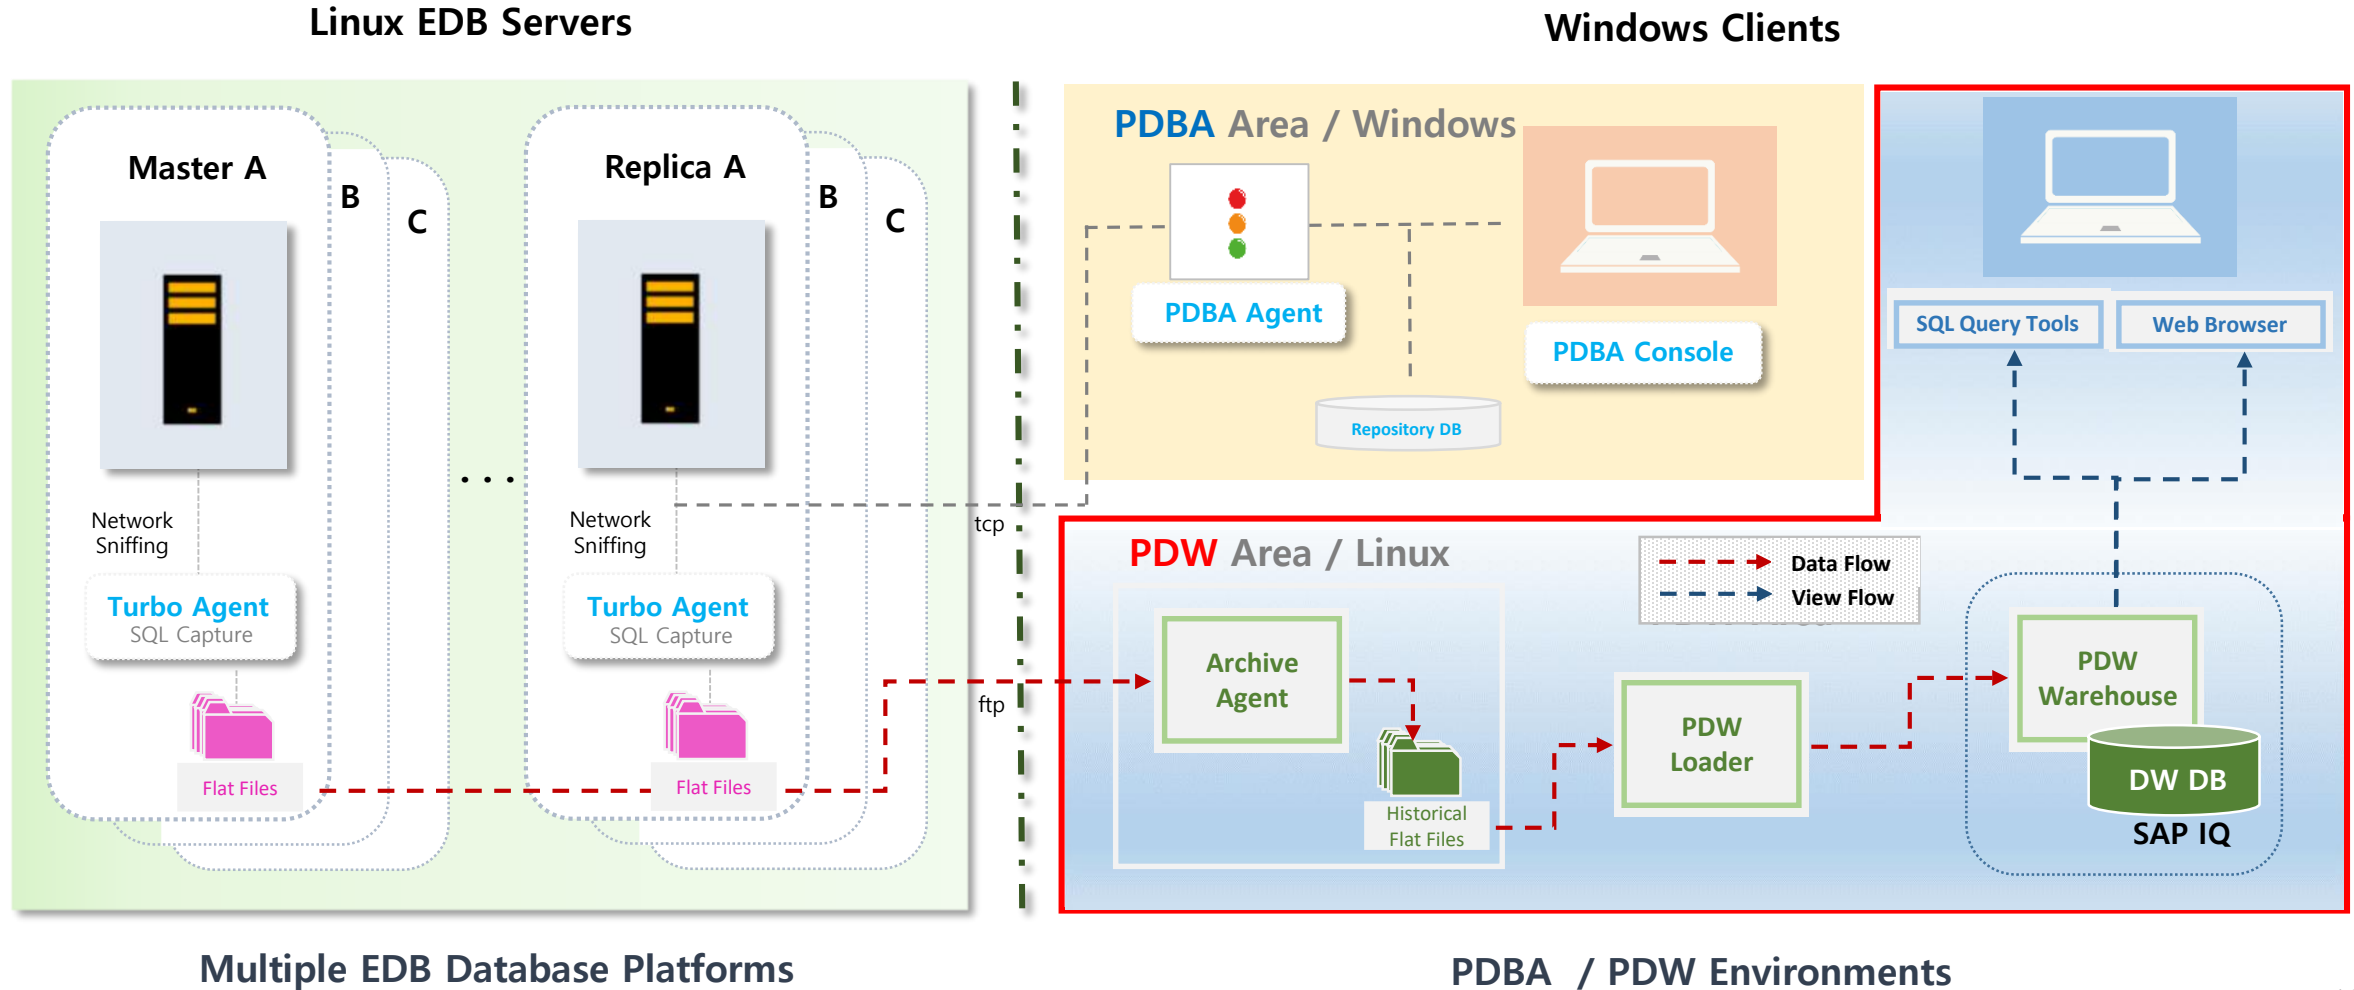 Linux EDB Servers
Windows Clients
Master A
B
C
Replica A
B
C
Network
Sniffing
Network
Sniffing
Turbo Agent
SQL Capture
Turbo Agent
SQL Capture
Flat Files
Flat Files
. . .
tcp
ftp
PDBA Area / Windows
PDBA Agent
PDBA Console
Repository DB
SQL Query Tools
Web Browser
PDW Area / Linux
Data Flow
View Flow
Archive
Agent
Historical
Flat Files
PDW
Loader
PDW
Warehouse
DW DB
SAP IQ
Multiple EDB Database Platforms
PDBA / PDW Environments